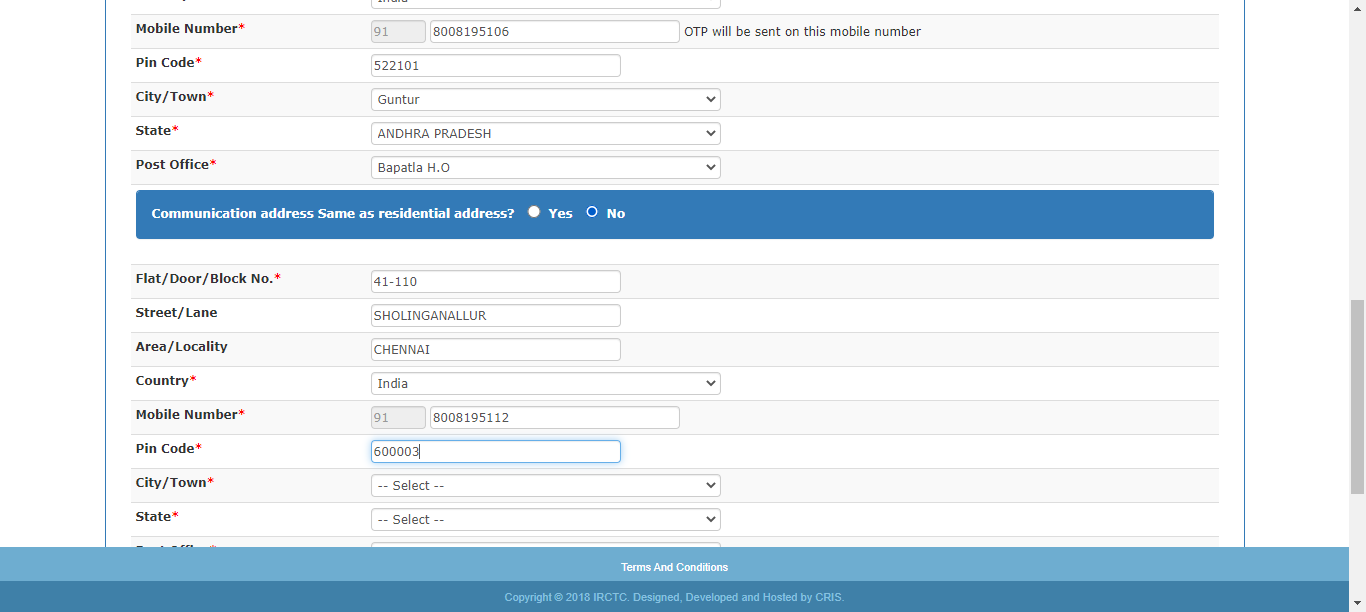 Mobile Number* 91 8008195106 OTP will be sent on this mobile number
Pin Code* 522101
City/Town* Guntur
State* ANDHRA PRADESH
Post Office* Bapatla H.O
Communication address Same as residential address? Yes No
Flat/Door/Block No.* 41-110
Street/Lane SHOLINGANALLUR
Area/Locality CHENNAI
Country* India
Mobile Number* 91 8008195112
Pin Code* 600003
City/Town* -- Select --
State* -- Select --
Terms And Conditions
Copyright © 2018 IRCTC. Designed, Developed and Hosted by CRIS.